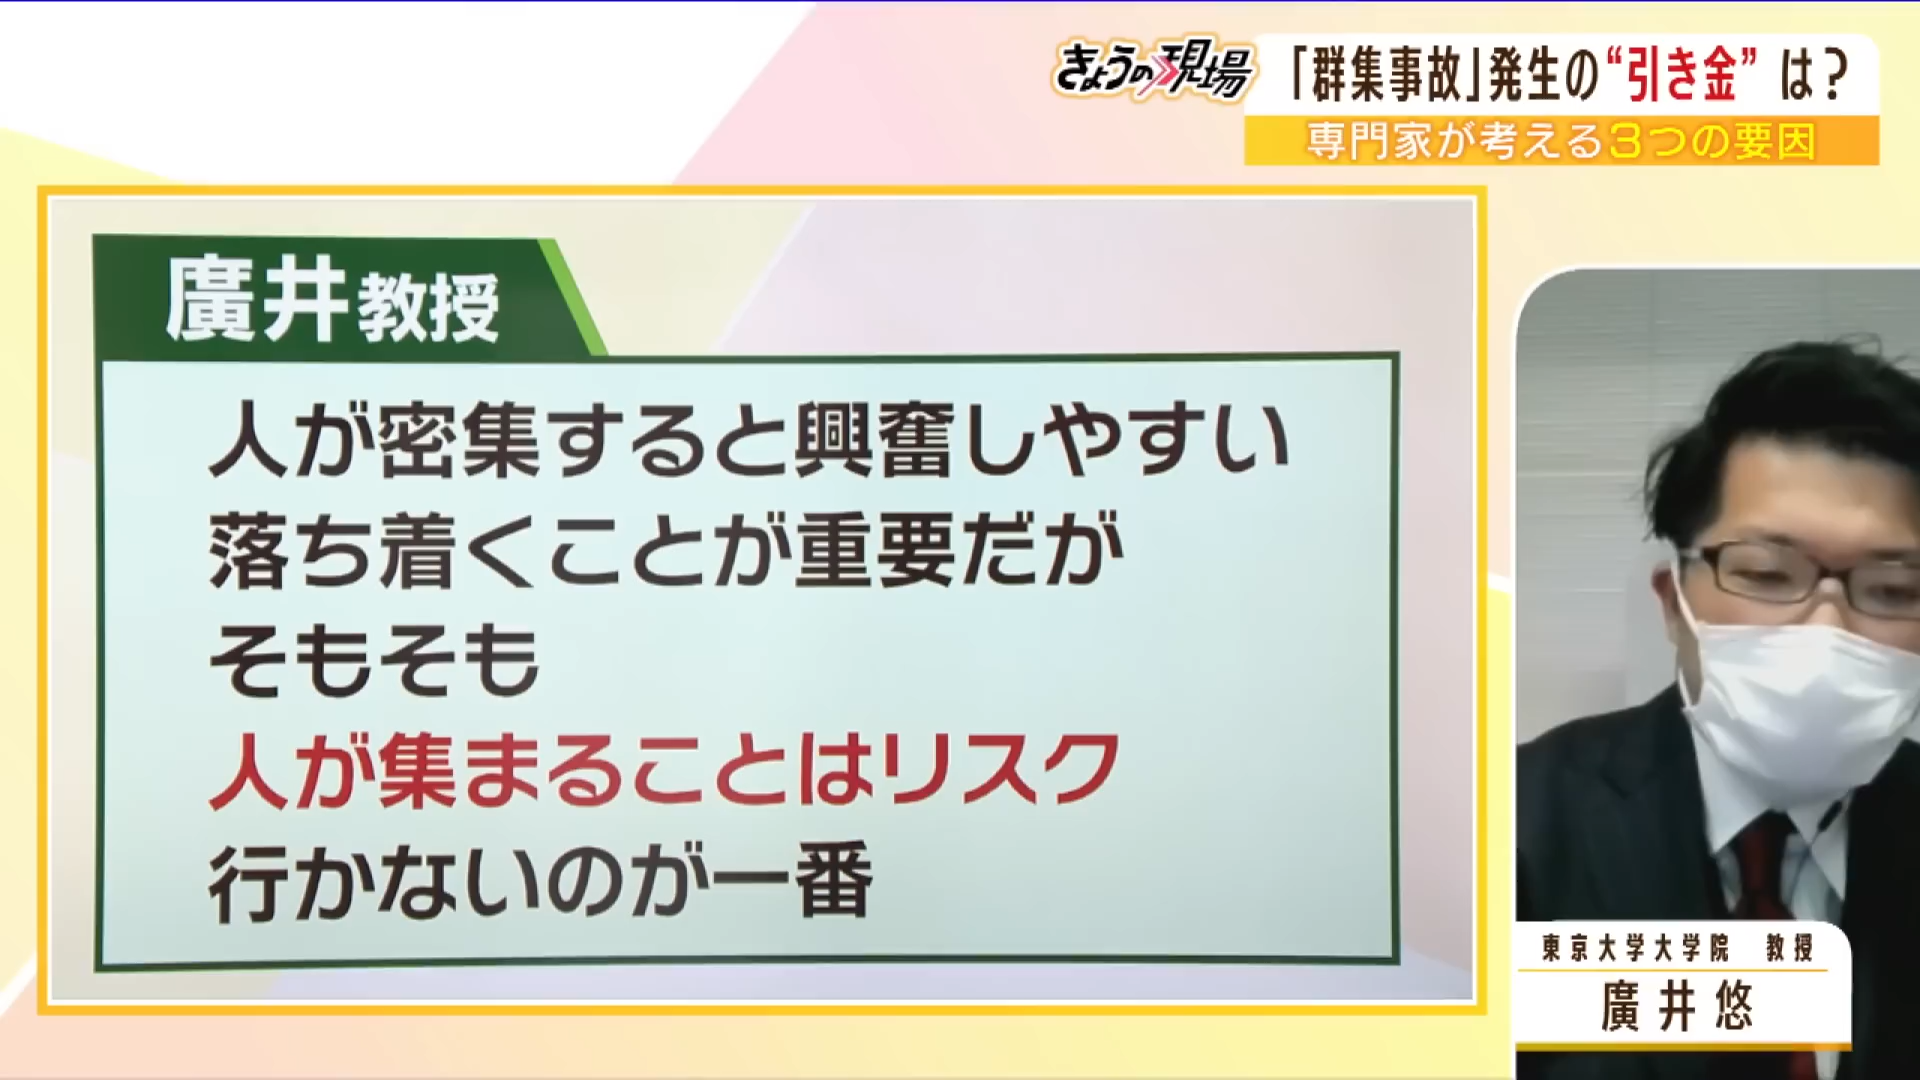 きょうの現場
「群集事故」発生の“引き金”は？
専門家が考える3つの要因
廣井教授
人が密集すると興奮しやすい
落ち着くことが重要だが
そもそも
人が集まることはリスク
行かないのが一番
東京大学大学院 教授
廣井悠